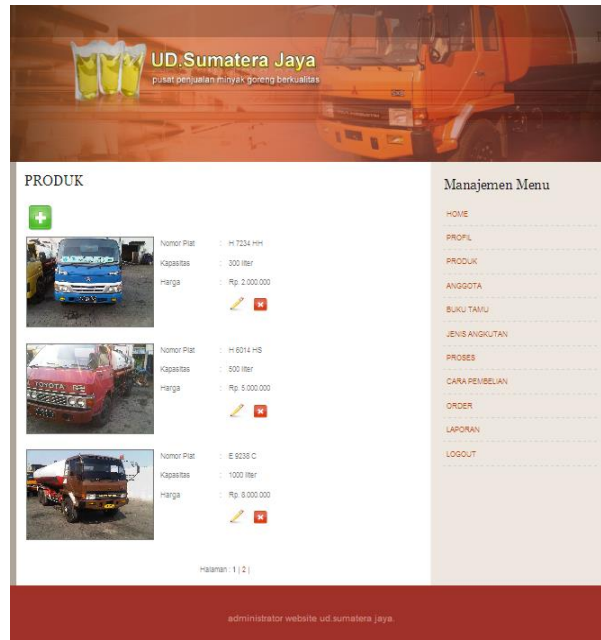 UD.Sumatera Jaya
pusat penjualan minyak goreng berkualitas
PRODUK
Nomor Plat : H 7234 HH
Kapasitas : 300 liter
Harga : Rp. 2.000.000
Nomor Plat : H 6014 HS
Kapasitas : 500 liter
Harga : Rp. 5.000.000
TOYOTA
Nomor Plat : E 9238 C
Kapasitas : 1000 liter
Harga : Rp. 6.000.000
Halaman : 1 | 2 |
Manajemen Menu
HOME
PROFIL
PRODUK
ANGGOTA
BUKU TAMU
JENIS ANGKUTAN
PROSES
CARA PEMBELIAN
ORDER
LAPORAN
LOGOUT
administrator website ud.sumatera jaya.